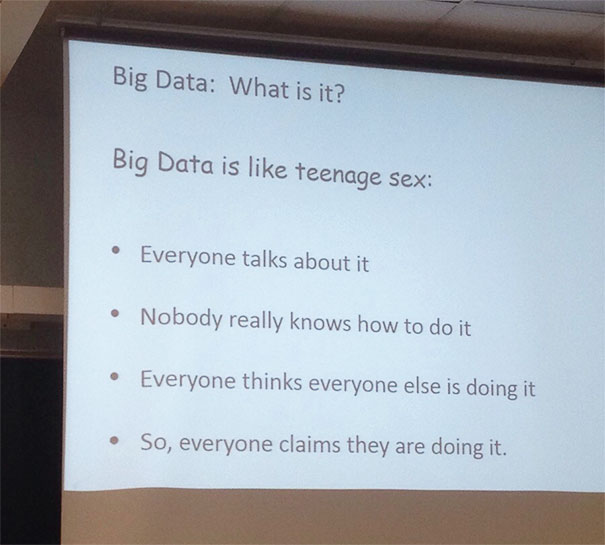 Big Data: What is it?
Big Data is like teenage sex:
• Everyone talks about it
• Nobody really knows how to do it
• Everyone thinks everyone else is doing it
• So, everyone claims they are doing it.